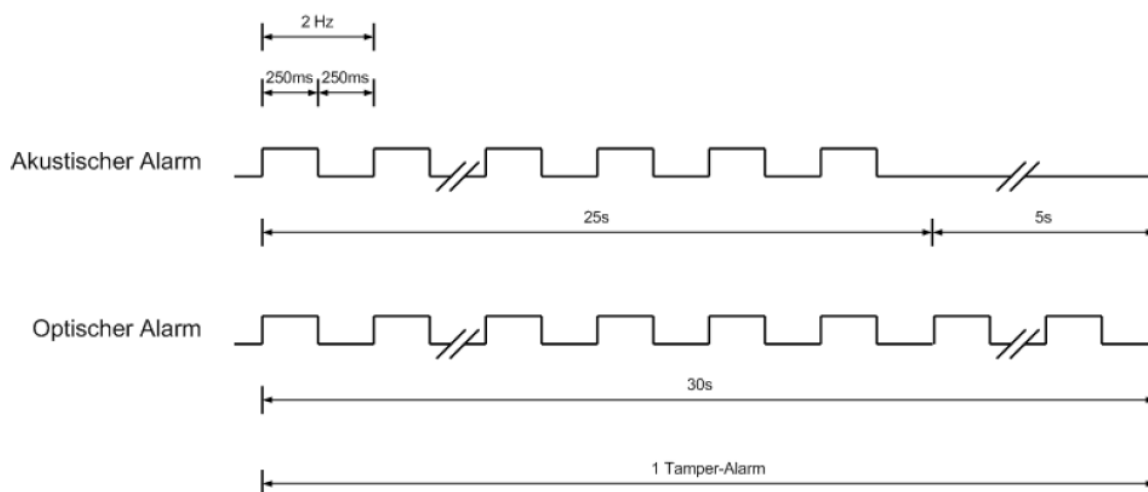 2 Hz
250ms 250ms
Akustischer Alarm
25s 5s
Optischer Alarm
30s
1 Tamper-Alarm